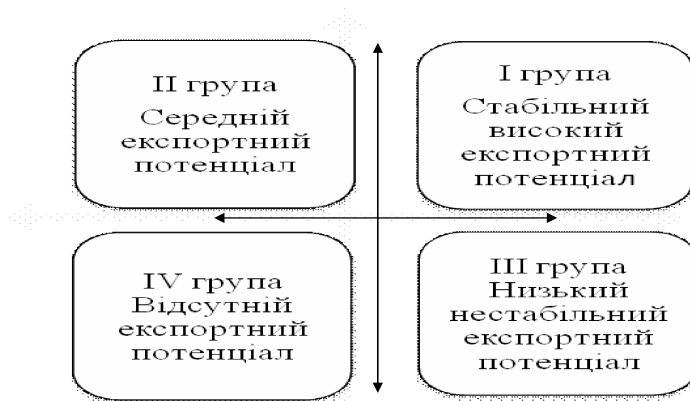 II група
Середній
експортний
потенціал
I група
Стабільний
високий
експортний
потенціал
IV група
Відсутній
експортний
потенціал
III група
Низький
нестабільний
експортний
потенціал